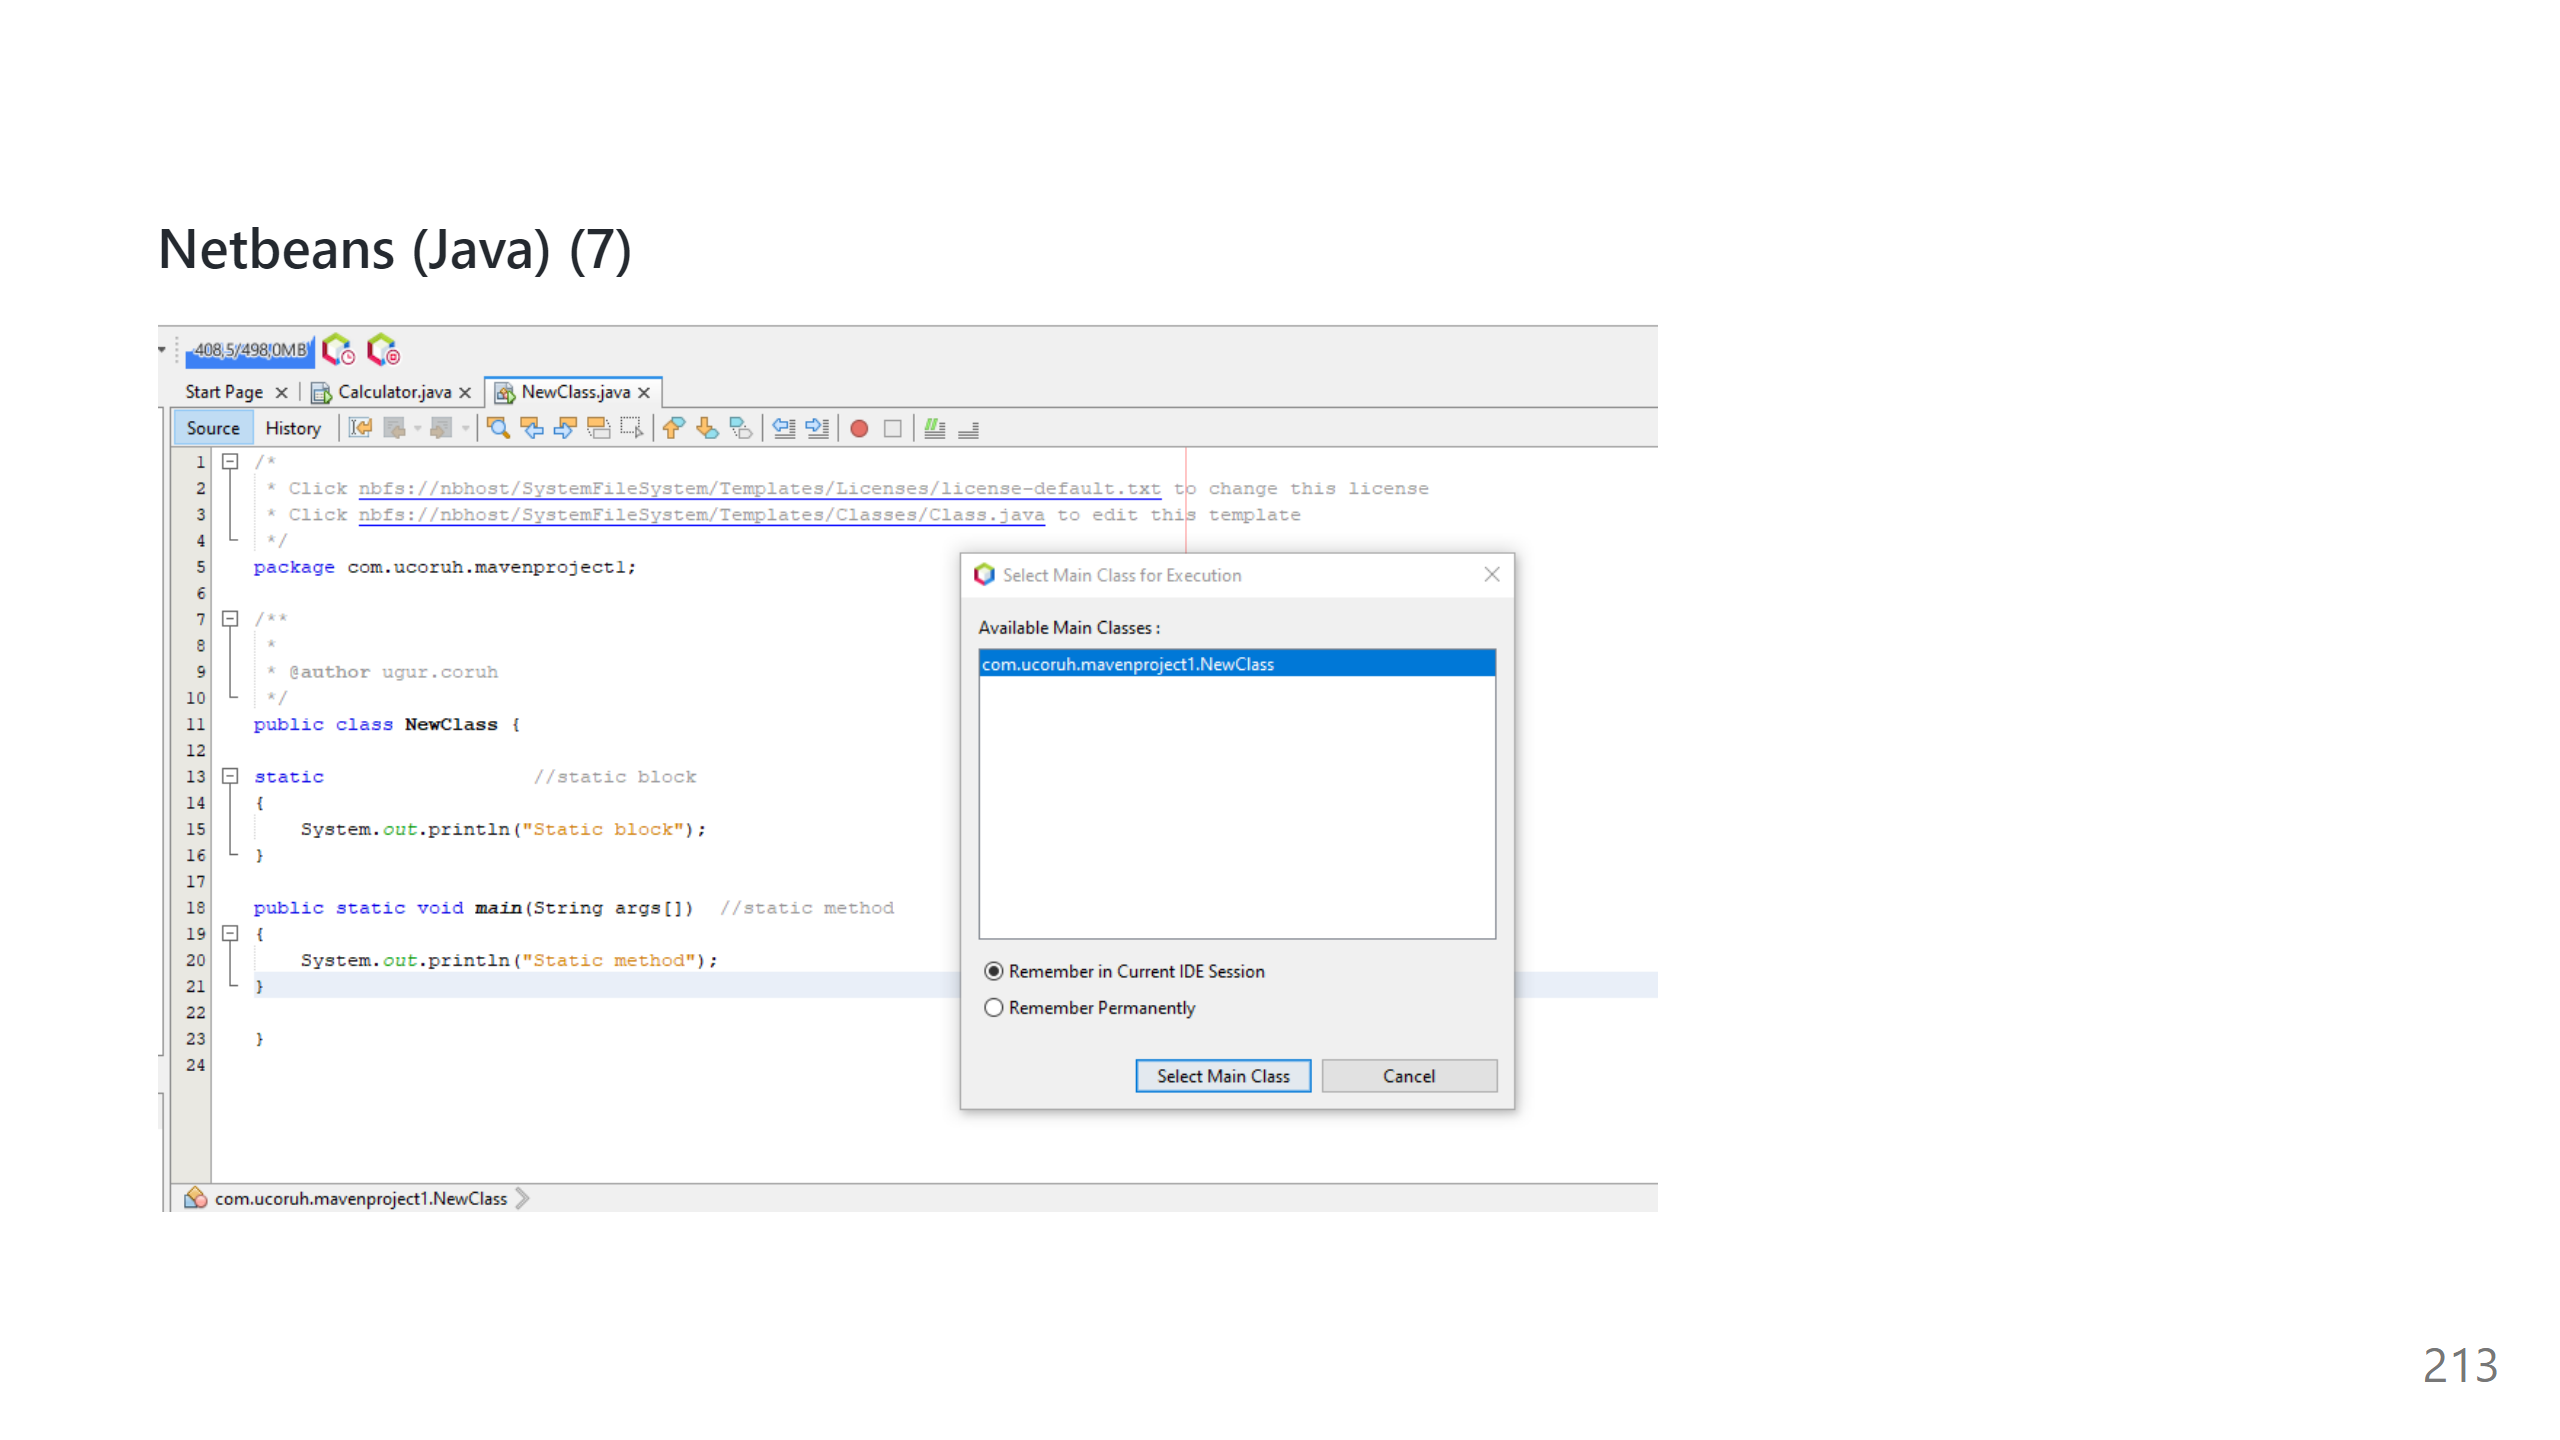 Netbeans (Java) (7)
408,5/498,0MB
Start Page
Calculator.java
NewClass.java
Source
History
1 /*
2 * Click nbfs://nbhost/SystemFileSystem/Templates/Licenses/license-default.txt to change this license
3 * Click nbfs://nbhost/SystemFileSystem/Templates/Classes/Class.java to edit this template
4 */
5 package com.ucoruh.mavenproject1;
6
7 /**
8 *
9 * @author ugur.coruh
10 */
11 public class NewClass {
12
13 static //static block
14 {
15 System.out.println("Static block");
16 }
17
18 public static void main(String args[]) //static method
19 {
20 System.out.println("Static method");
21 }
22
23 }
24
Select Main Class for Execution
Available Main Classes :
com.ucoruh.mavenproject1.NewClass
Remember in Current IDE Session
Remember Permanently
Select Main Class
Cancel
com.ucoruh.mavenproject1.NewClass
213